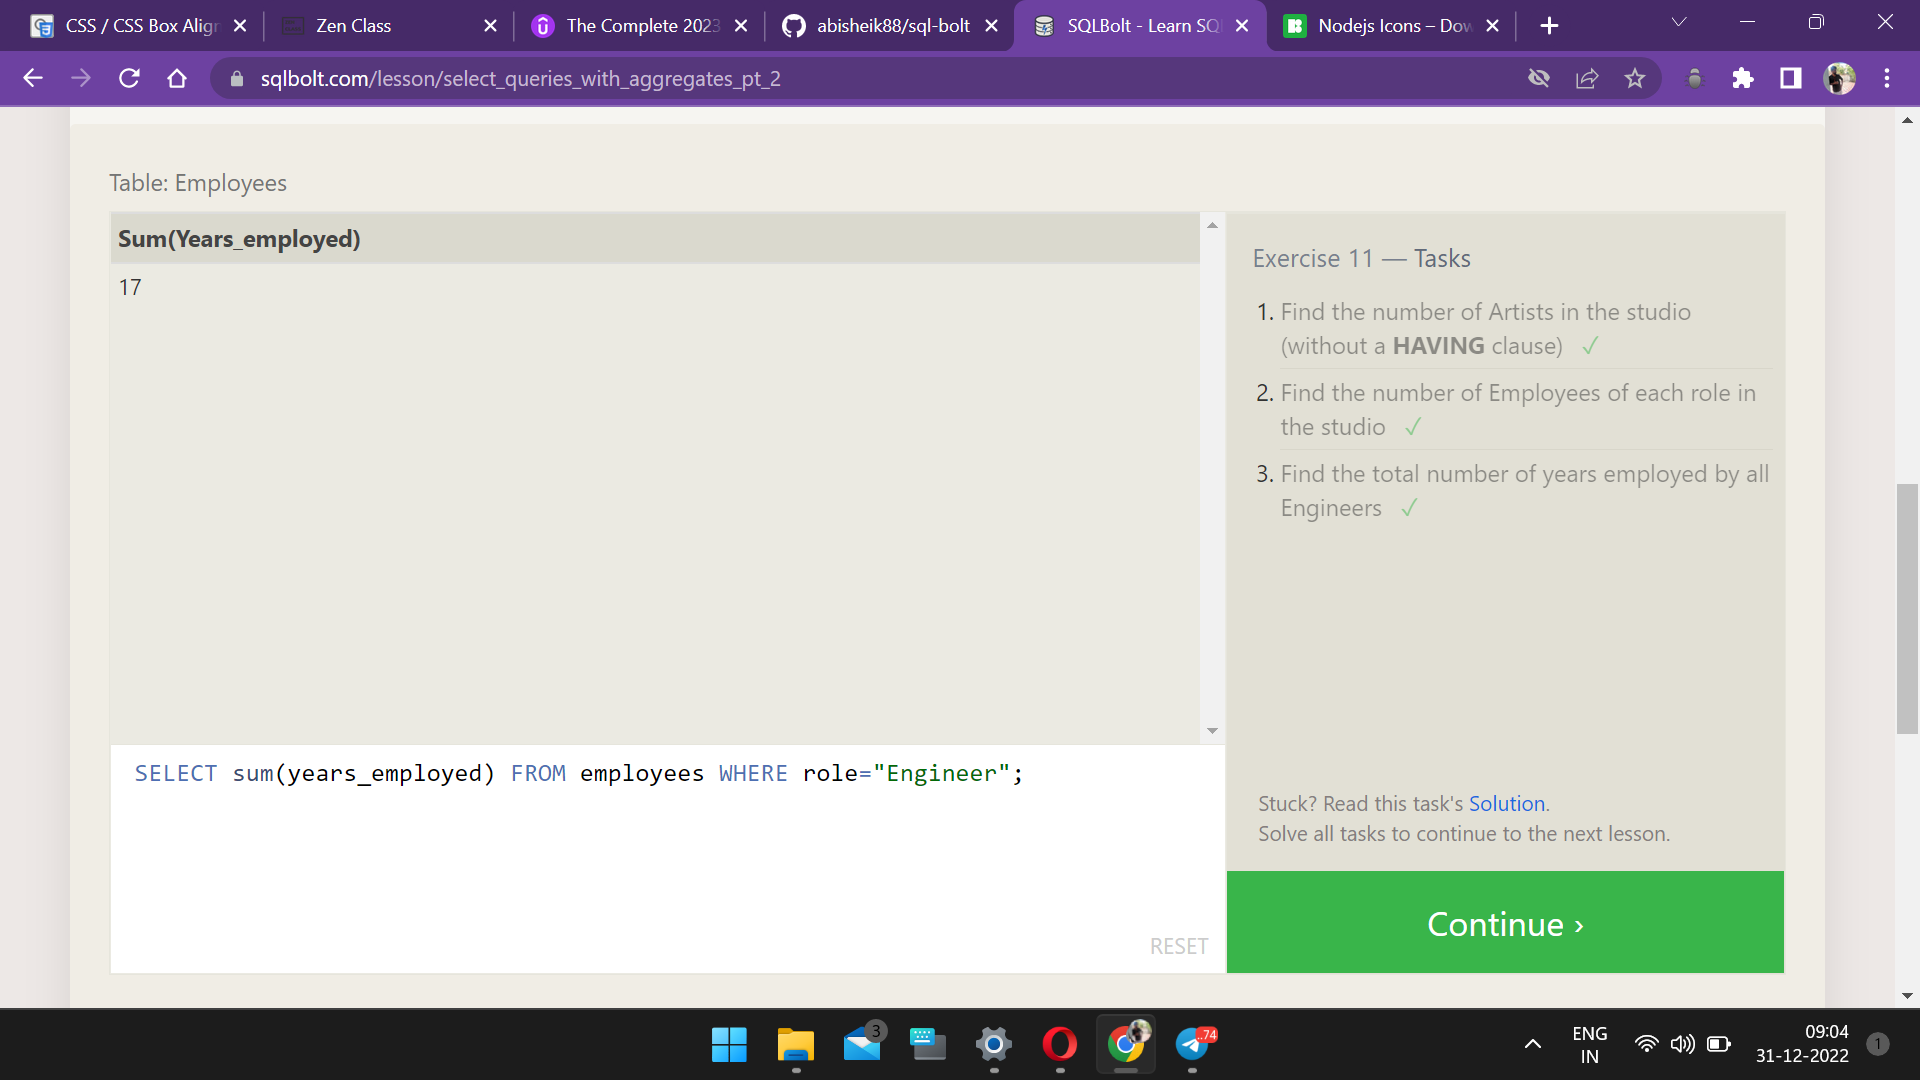 CSS / CSS Box Align
Zen Class
The Complete 2023
abisheik88/sql-bolt
SQLBolt - Learn SQL
Nodejs Icons – Dow
sqlbolt.com/lesson/select_queries_with_aggregates_pt_2
Table: Employees
Sum(Years_employed)
17
Exercise 11 — Tasks
1. Find the number of Artists in the studio
(without a HAVING clause) ✓
2. Find the number of Employees of each role in
the studio ✓
3. Find the total number of years employed by all
Engineers ✓
SELECT sum(years_employed) FROM employees WHERE role="Engineer";
RESET
Stuck? Read this task's Solution.
Solve all tasks to continue to the next lesson.
Continue ›
3
74
ENG
IN
09:04
31-12-2022
1